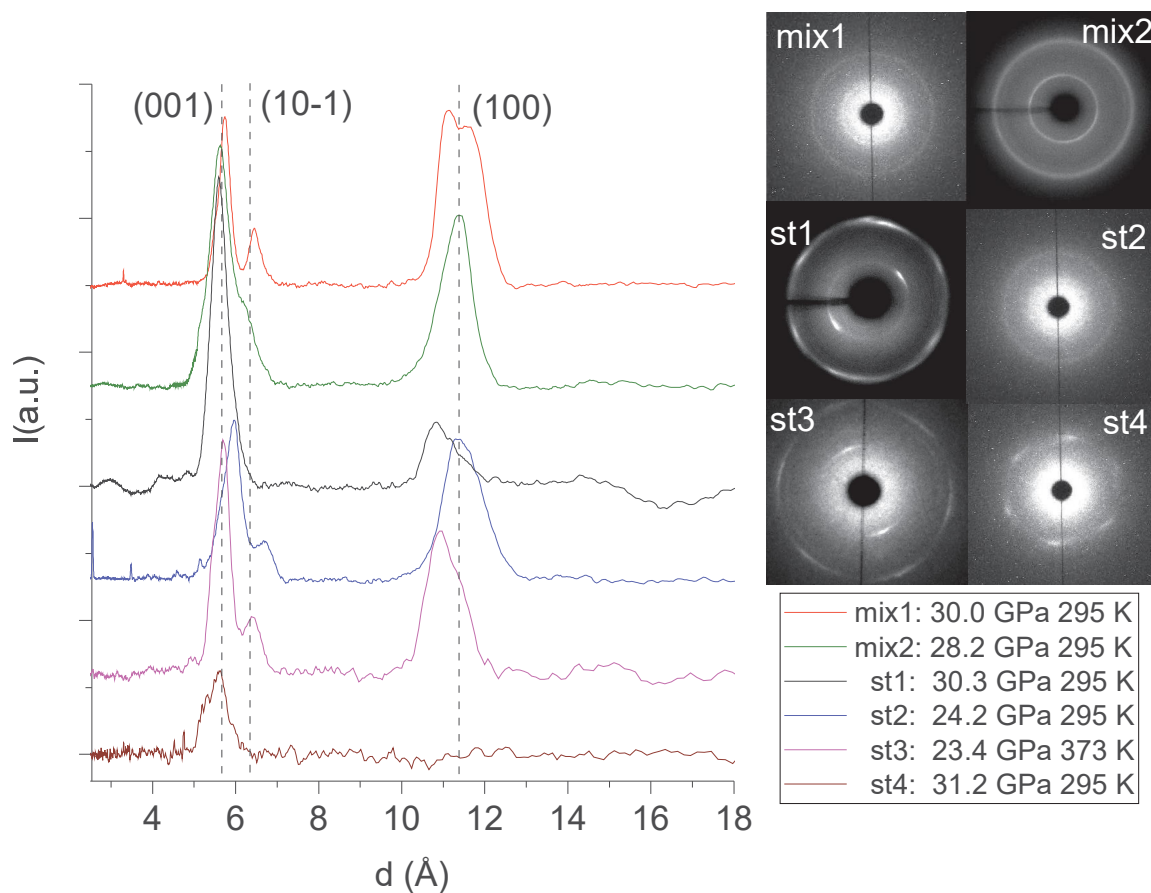 (001)
(10-1)
(100)
I(a.u.)
4
6
8
10
12
14
16
18
d (Å)
mix1
mix2
st1
st2
st3
st4
mix1: 30.0 GPa 295 K
mix2: 28.2 GPa 295 K
st1: 30.3 GPa 295 K
st2: 24.2 GPa 295 K
st3: 23.4 GPa 373 K
st4: 31.2 GPa 295 K